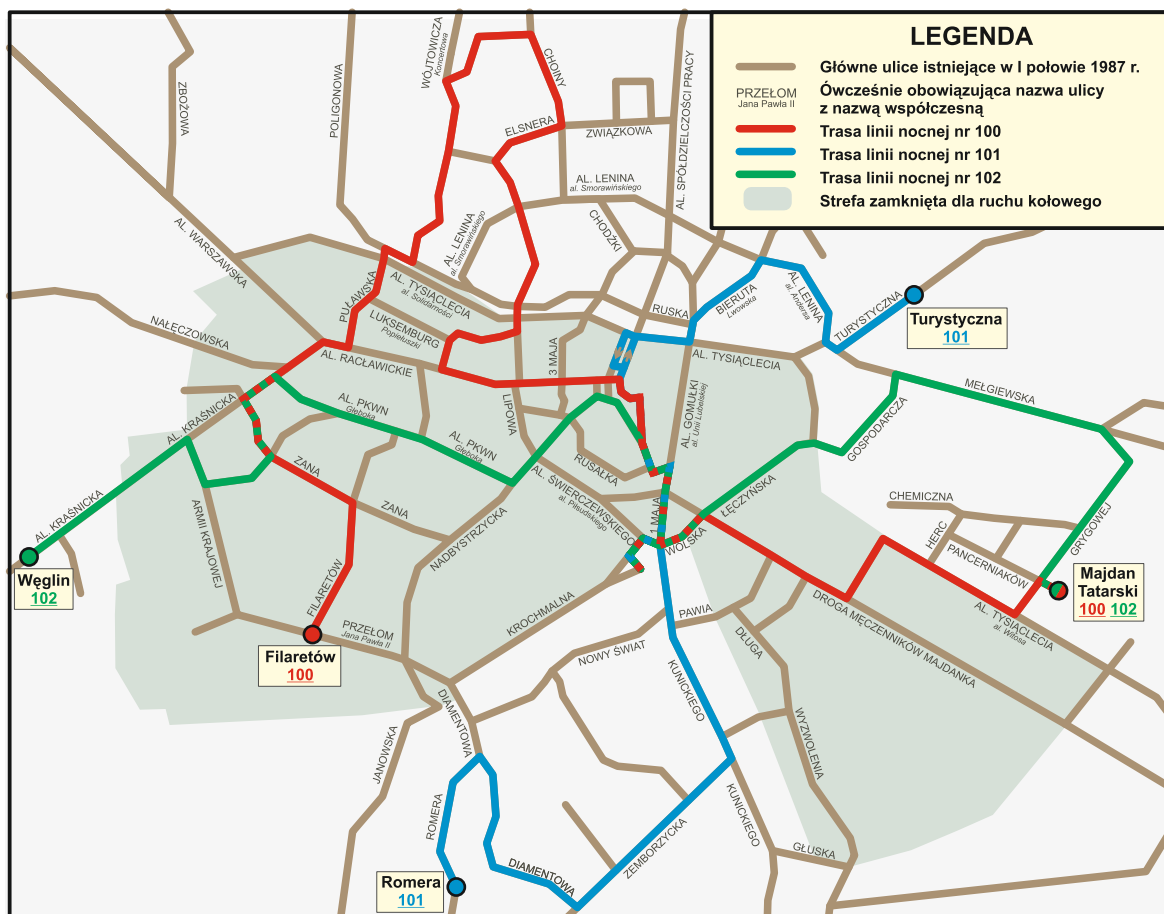 LEGENDA
Główne ulice istniejące w I połowie 1987 r.
PRZEŁOM
Jana Pawła II
Ówcześnie obowiązująca nazwa ulicy
z nazwą współczesną
Trasa linii nocnej nr 100
Trasa linii nocnej nr 101
Trasa linii nocnej nr 102
Strefa zamknięta dla ruchu kołowego
ZBOŻOWA
POLIGONOWA
WÓJTOWICZA
Koncertowa
CHOINY
ELSNERA
ZWIĄZKOWA
AL. SPÓŁDZIELCZOŚCI PRACY
AL. LENINA
al. Smorawińskiego
AL. LENINA
al. Smorawińskiego
CHODŹKI
AL. WARSZAWSKA
AL. TYSIĄCLECIA
al. Solidarności
PUŁAWSKA
LUKSEMBURG
Popiełuszki
NAŁĘCZOWSKA
AL. RACŁAWICKIE
3 MAJA
RUSKA
BIERUTA
Lwowska
AL. LENINA
al. Andersa
TURYSTYCZNA
Turystyczna
101
AL. TYSIĄCLECIA
AL. GOMUŁKI
al. Unii Lubelskiej
LIPOWA
AL. KRAŚNICKA
AL. PKWN
Głęboka
AL. PKWN
Głęboka
MEŁGIEWSKA
GOSPODARCZA
RUSAŁKA
AL. ŚWIERCZEWSKIEGO
al. Piłsudskiego
ZANA
ZANA
ŁĘCZYŃSKA
1 MAJA
WOLSKA
CHEMICZNA
HERC
PANCERNIAKÓW
GRYGOWEJ
AL. KRAŚNICKA
ARMII KRAJOWEJ
NADBYSTRZYCKA
Węglin
102
FILARETÓW
PRZEŁOM
Jana Pawła II
Filaretów
100
KROCHMALNA
PAWIA
NOWY ŚWIAT
DŁUGA
DROGA MĘCZENNIKÓW MAJDANKA
AL. TYSIĄCLECIA
al. Witosa
Majdan
Tatarski
100 102
KUNICKIEGO
WYZWOLENIA
DIAMENTOWA
JANOWSKA
ROMERA
Romera
101
DIAMENTOWA
ZEMBORZYCKA
KUNICKIEGO
GŁUSKA